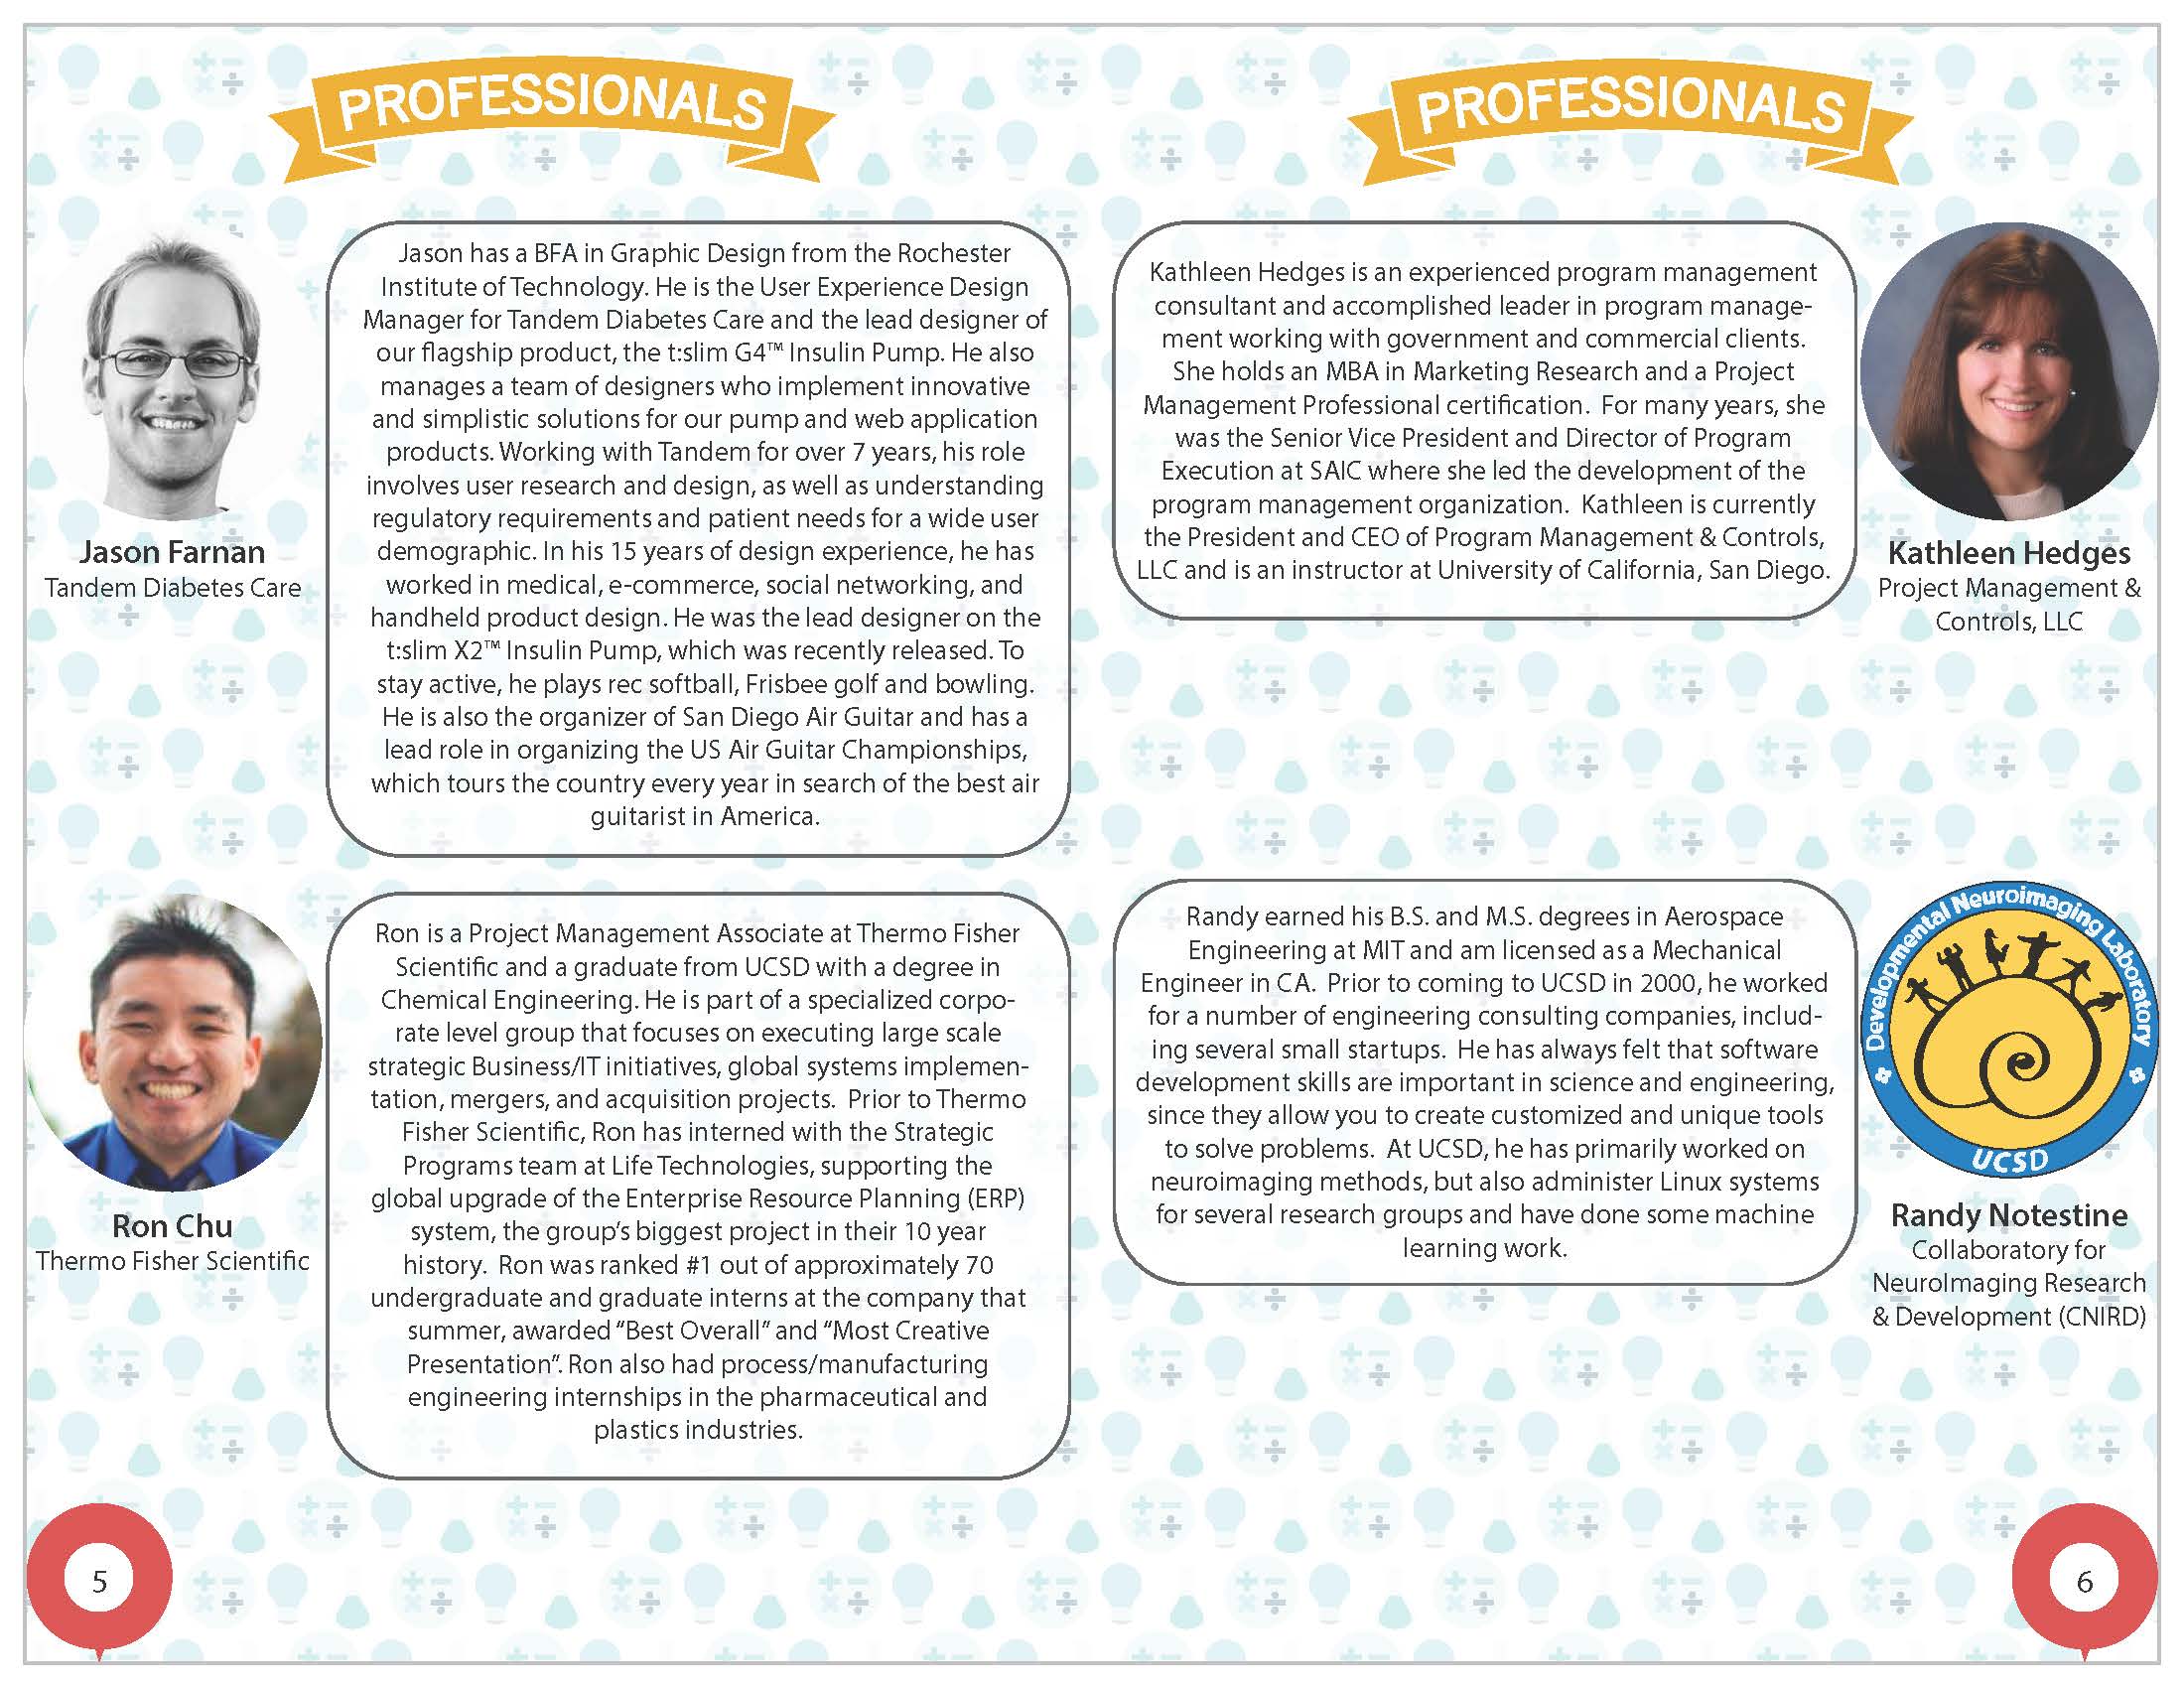 PROFESSIONALS
Jason Farnan
Tandem Diabetes Care
Jason has a BFA in Graphic Design from the Rochester
Institute of Technology. He is the User Experience Design
Manager for Tandem Diabetes Care and the lead designer of
our flagship product, the t:slim G4™ Insulin Pump. He also
manages a team of designers who implement innovative
and simplistic solutions for our pump and web application
products. Working with Tandem for over 7 years, his role
involves user research and design, as well as understanding
regulatory requirements and patient needs for a wide user
demographic. In his 15 years of design experience, he has
worked in medical, e-commerce, social networking, and
handheld product design. He was the lead designer on the
t:slim X2™ Insulin Pump, which was recently released. To
stay active, he plays rec softball, Frisbee golf and bowling.
He is also the organizer of San Diego Air Guitar and has a
lead role in organizing the US Air Guitar Championships,
which tours the country every year in search of the best air
guitarist in America.
Ron Chu
Thermo Fisher Scientific
Ron is a Project Management Associate at Thermo Fisher
Scientific and a graduate from UCSD with a degree in
Chemical Engineering. He is part of a specialized corpo-
rate level group that focuses on executing large scale
strategic Business/IT initiatives, global systems implemen-
tation, mergers, and acquisition projects.  Prior to Thermo
Fisher Scientific, Ron has interned with the Strategic
Programs team at Life Technologies, supporting the
global upgrade of the Enterprise Resource Planning (ERP)
system, the group's biggest project in their 10 year
history.  Ron was ranked #1 out of approximately 70
undergraduate and graduate interns at the company that
summer, awarded “Best Overall” and “Most Creative
Presentation”. Ron also had process/manufacturing
engineering internships in the pharmaceutical and
plastics industries.
5
PROFESSIONALS
Kathleen Hedges is an experienced program management
consultant and accomplished leader in program manage-
ment working with government and commercial clients.
She holds an MBA in Marketing Research and a Project
Management Professional certification.  For many years, she
was the Senior Vice President and Director of Program
Execution at SAIC where she led the development of the
program management organization.  Kathleen is currently
the President and CEO of Program Management & Controls,
LLC and is an instructor at University of California, San Diego.
Kathleen Hedges
Project Management &
Controls, LLC
Randy earned his B.S. and M.S. degrees in Aerospace
Engineering at MIT and am licensed as a Mechanical
Engineer in CA.  Prior to coming to UCSD in 2000, he worked
for a number of engineering consulting companies, includ-
ing several small startups.  He has always felt that software
development skills are important in science and engineering,
since they allow you to create customized and unique tools
to solve problems.  At UCSD, he has primarily worked on
neuroimaging methods, but also administer Linux systems
for several research groups and have done some machine
learning work.
Developmental Neuroimaging Laboratory
UCSD
Randy Notestine
Collaboratory for
NeuroImaging Research
& Development (CNIRD)
6